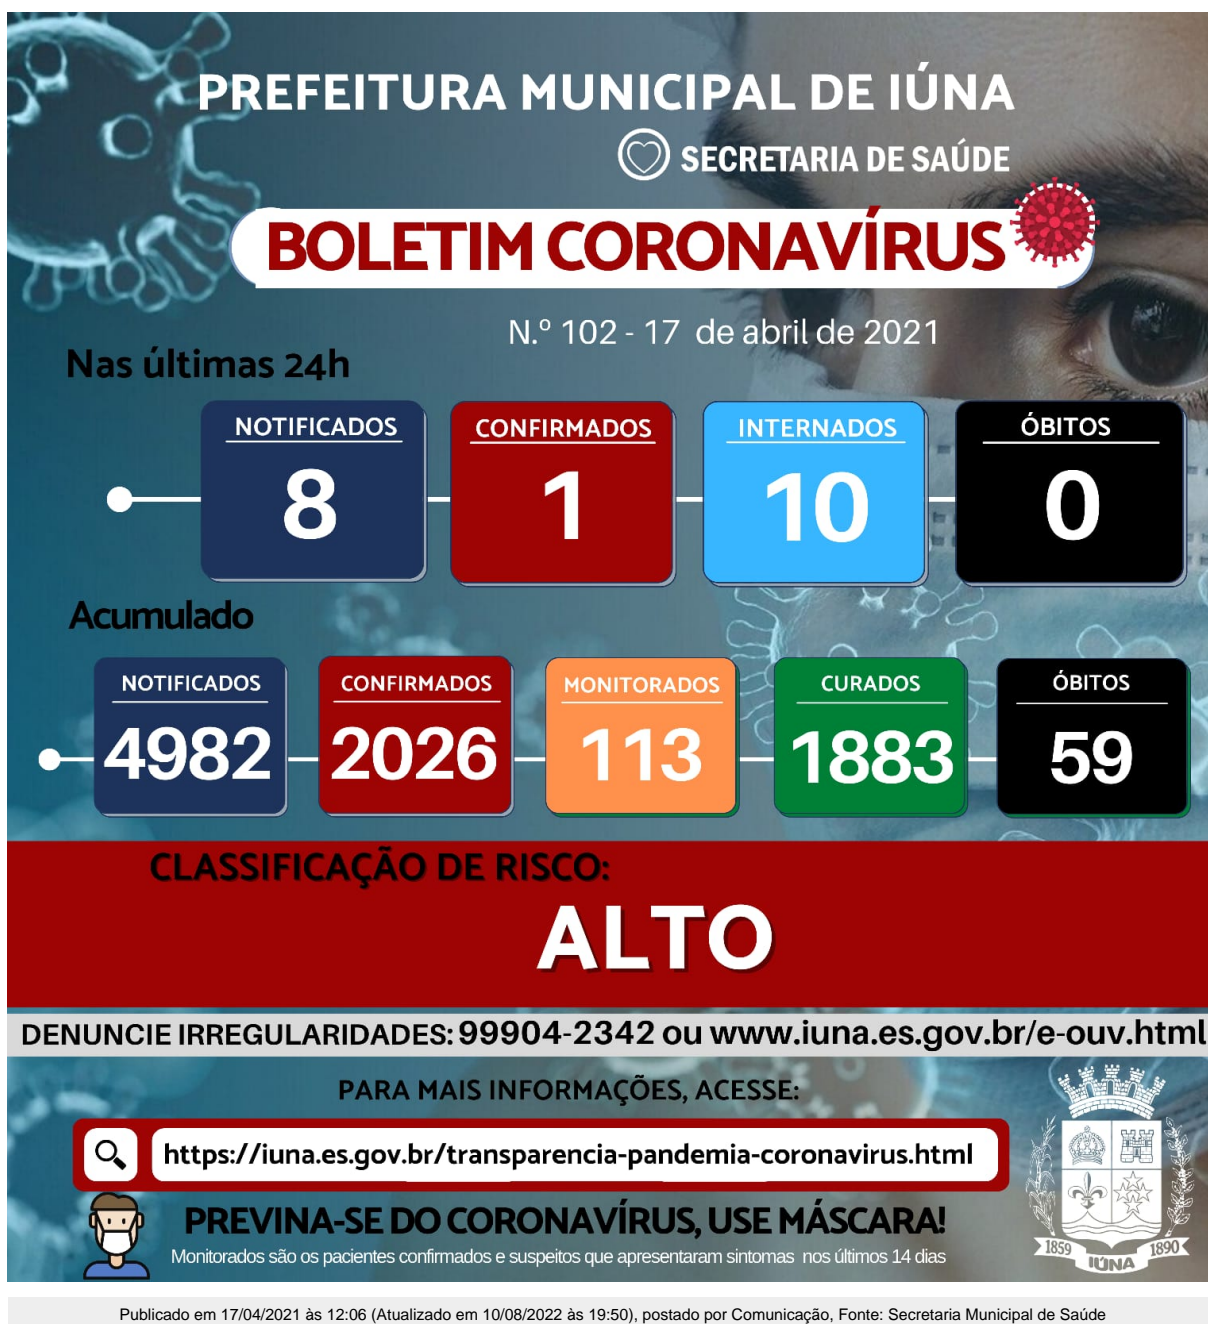 PREFEITURA MUNICIPAL DE IÚNA
SECRETARIA DE SAÚDE
BOLETIM CORONAVÍRUS
N.º 102 - 17 de abril de 2021
Nas últimas 24h
NOTIFICADOS CONFIRMADOS INTERNADOS ÓBITOS
8 1 10 0
Acumulado
NOTIFICADOS CONFIRMADOS MONITORADOS CURADOS ÓBITOS
4982 2026 113 1883 59
CLASSIFICAÇÃO DE RISCO:
ALTO
DENUNCIE IRREGULARIDADES: 99904-2342 ou www.iuna.es.gov.br/e-ouv.html
PARA MAIS INFORMAÇÕES, ACESSE:
https://iuna.es.gov.br/transparencia-pandemia-coronavirus.html
PREVINA-SE DO CORONAVÍRUS, USE MÁSCARA!
Monitorados são os pacientes confirmados e suspeitos que apresentaram sintomas nos últimos 14 dias
1859 IÚNA 1890
Publicado em 17/04/2021 às 12:06 (Atualizado em 10/08/2022 às 19:50), postado por Comunicação, Fonte: Secretaria Municipal de Saúde